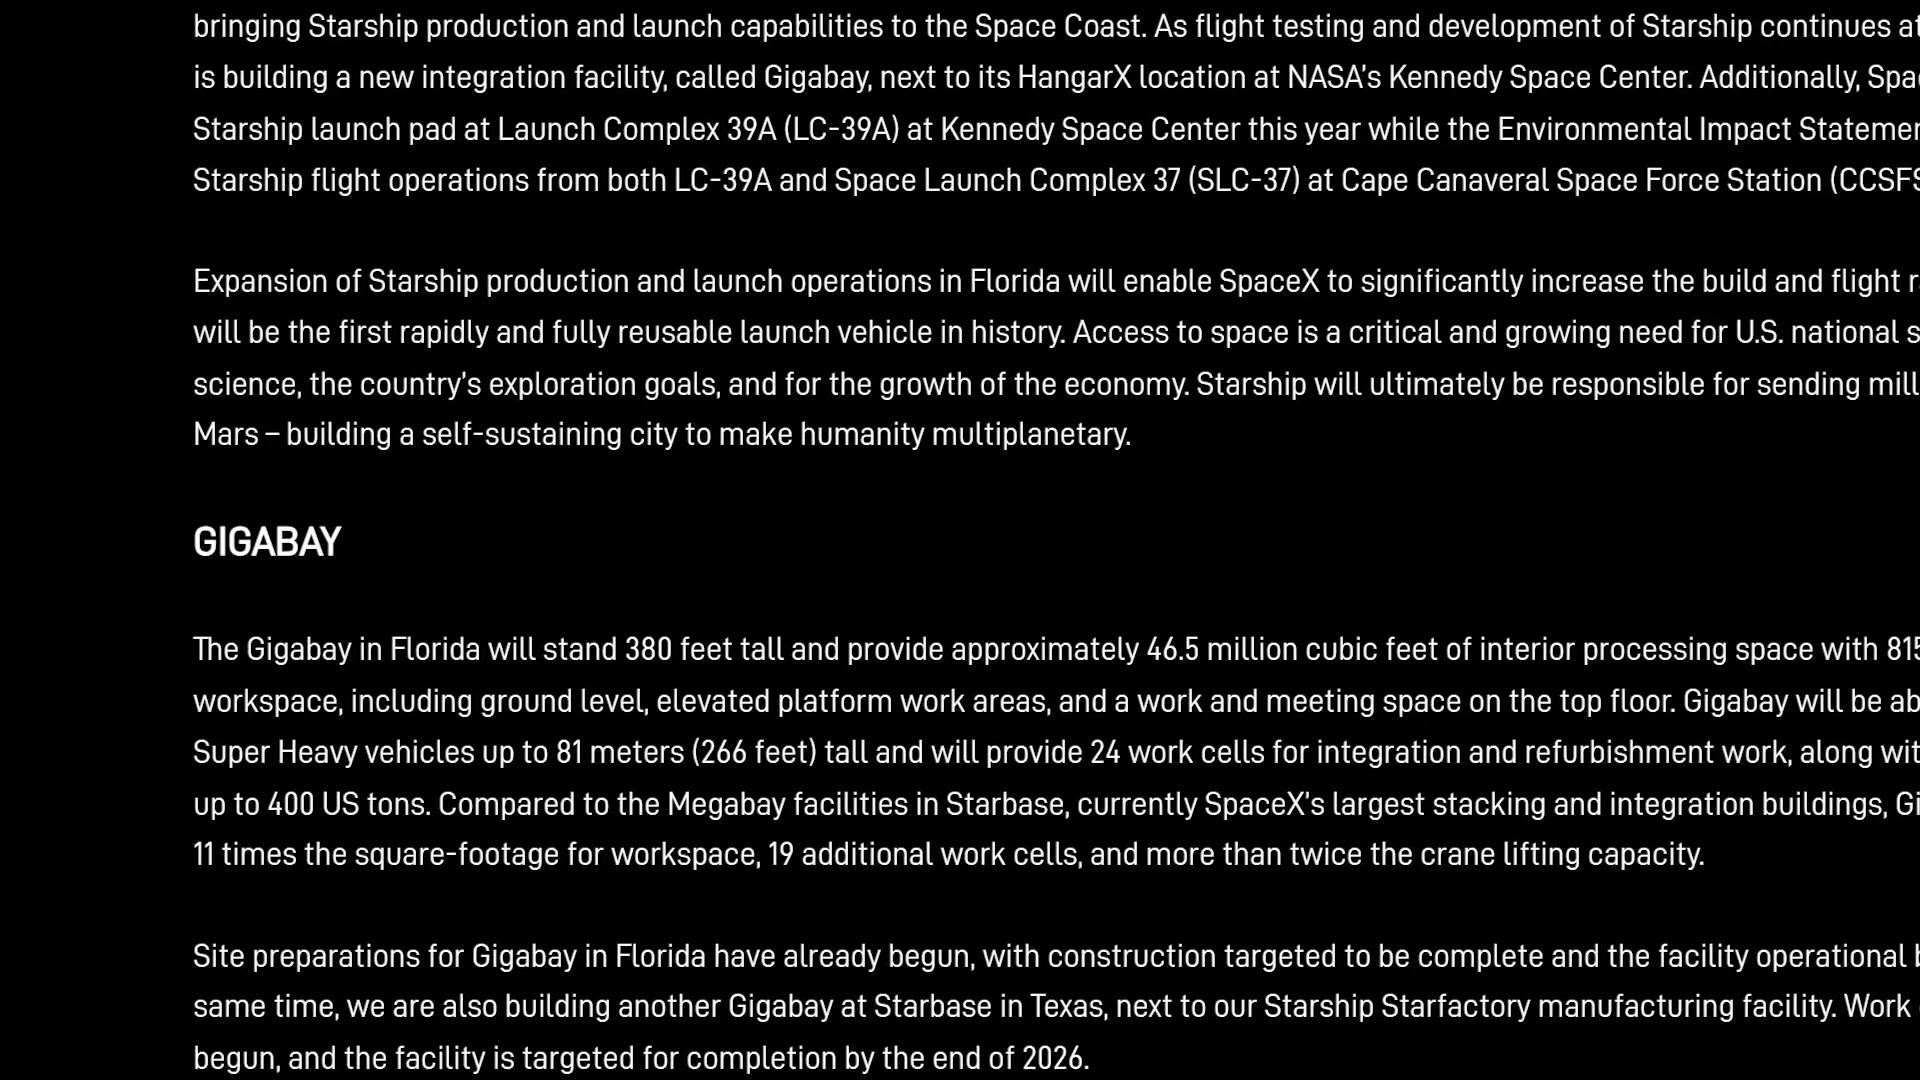 bringing Starship production and launch capabilities to the Space Coast. As flight testing and development of Starship continues at
is building a new integration facility, called Gigabay, next to its HangarX location at NASA's Kennedy Space Center. Additionally,
Starship launch pad at Launch Complex 39A (LC-39A) at Kennedy Space Center this year while the Environmental Impact
Starship flight operations from both LC-39A and Space Launch Complex 37 (SLC-37) at Cape Canaveral Space Force Station
Expansion of Starship production and launch operations in Florida will enable SpaceX to significantly increase the build and flight
will be the first rapidly and fully reusable launch vehicle in history. Access to space is a critical and growing need for U.S. national
science, the country's exploration goals, and for the growth of the economy. Starship will ultimately be responsible for sending
Mars – building a self-sustaining city to make humanity multiplanetary.
GIGABAY
The Gigabay in Florida will stand 380 feet tall and provide approximately 46.5 million cubic feet of interior processing space with
workspace, including ground level, elevated platform work areas, and a work and meeting space on the top floor. Gigabay will be
Super Heavy vehicles up to 81 meters (266 feet) tall and will provide 24 work cells for integration and refurbishment work, along
up to 400 US tons. Compared to the Megabay facilities in Starbase, currently SpaceX's largest stacking and integration buildings,
11 times the square-footage for workspace, 19 additional work cells, and more than twice the crane lifting capacity.
Site preparations for Gigabay in Florida have already begun, with construction targeted to be complete and the facility operational
same time, we are also building another Gigabay at Starbase in Texas, next to our Starship Starfactory manufacturing facility. Work
begun, and the facility is targeted for completion by the end of 2026.